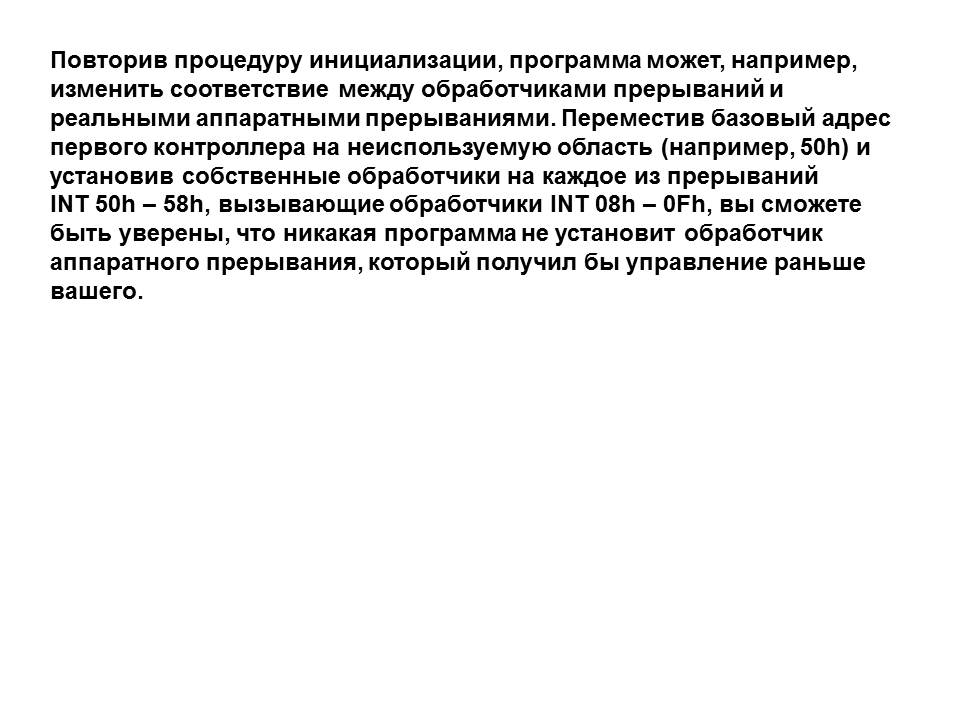 Повторив процедуру инициализации, программа может, например,
изменить соответствие между обработчиками прерываний и
реальными аппаратными прерываниями. Переместив базовый адрес
первого контроллера на неиспользуемую область (например, 50h) и
установив собственные обработчики на каждое из прерываний
INT 50h – 58h, вызывающие обработчики INT 08h – 0Fh, вы сможете
быть уверены, что никакая программа не установит обработчик
аппаратного прерывания, который получил бы управление раньше
вашего.